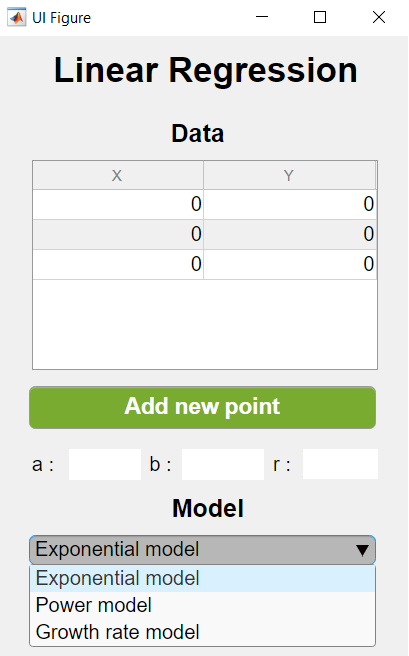 UI Figure
Linear Regression
Data
X Y
0 0
0 0
0 0
Add new point
a : b : r :
Model
Exponential model
Exponential model
Power model
Growth rate model